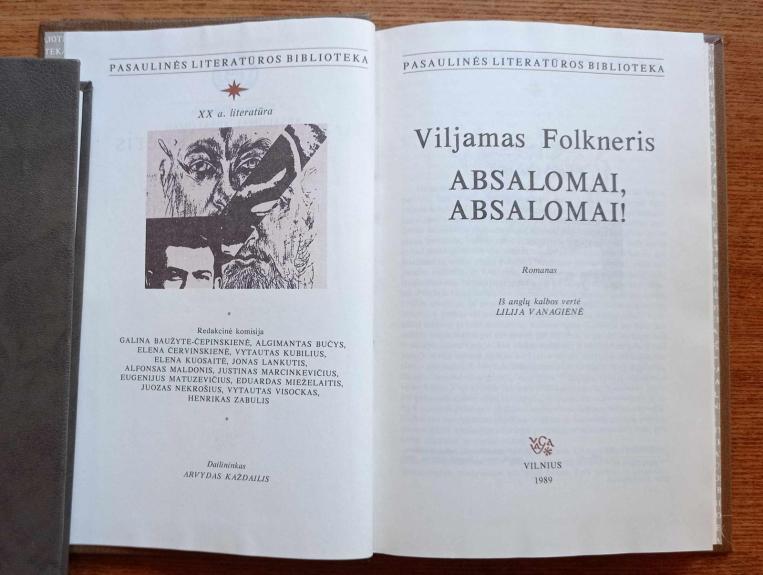 PASAULINĖS LITERATŪROS BIBLIOTEKA
XX a. literatūra
Redakcinė komisija
GALINA BAUŽYTĖ-ČEPINSKIENĖ, ALGIMANTAS BUČYS,
ELENA ČERVINSKIENĖ, VYTAUTAS KUBILIUS,
ELENA KUOSAITĖ, JONAS LANKUTIS,
ALFONSAS MALDONIS, JUSTINAS MARCINKEVIČIUS,
EUGENIJUS MATUZEVIČIUS, EDUARDAS MIEŽELAITIS,
JUOZAS NEKROŠIUS, VYTAUTAS VISOCKAS,
HENRIKAS ZABULIS
Dailininkas
ARVYDAS KAŽDAILIS
PASAULINĖS LITERATŪROS BIBLIOTEKA
Viljamas Folkneris
ABSALOMAI,
ABSALOMAI!
Romanas
Iš anglų kalbos vertė
LILIJA VANAGIENĖ
VILNIUS
1989